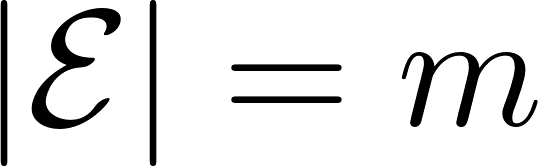 |ℰ| = m